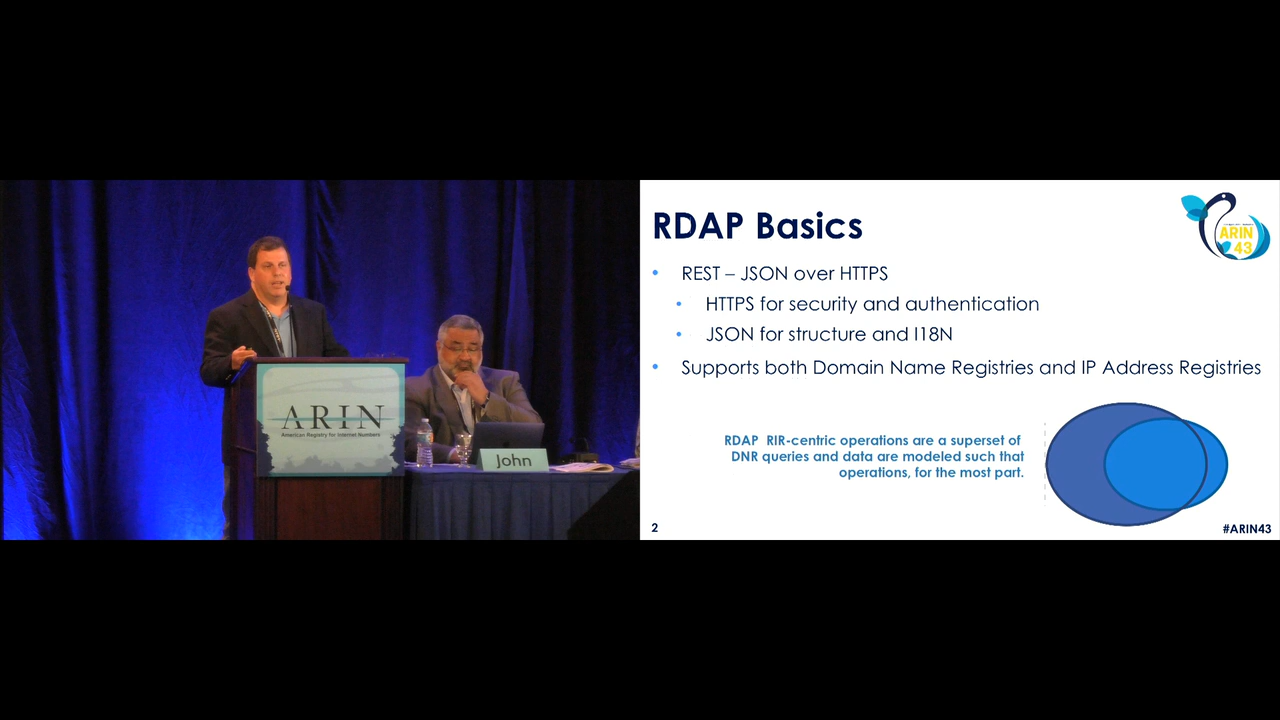 ARIN
American Registry for Internet Numbers
John
RDAP Basics
ARIN
43
• REST – JSON over HTTPS
• HTTPS for security and authentication
• JSON for structure and I18N
• Supports both Domain Name Registries and IP Address Registries
RDAP RIR-centric operations are a superset of
DNR queries and data are modeled such that
operations, for the most part.
2
#ARIN43